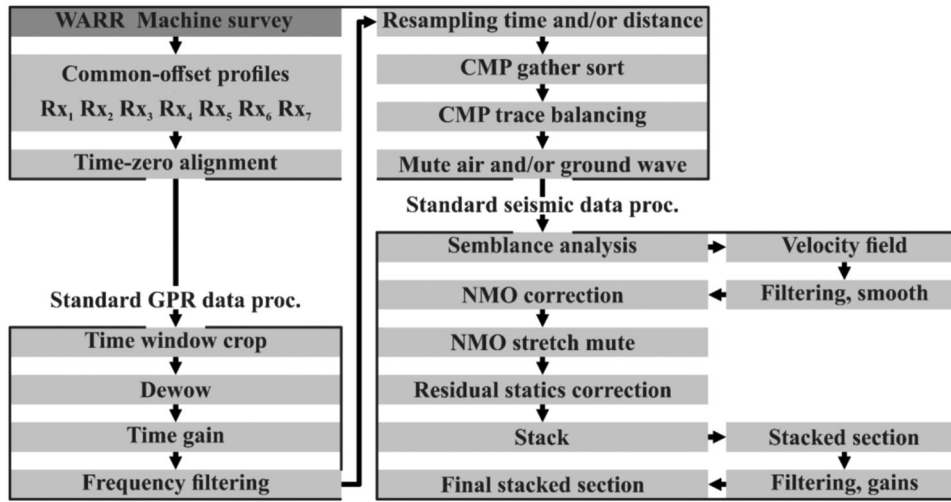 WARR Machine survey
Common-offset profiles
Rx₁ Rx₂ Rx₃ Rx₄ Rx₅ Rx₆ Rx₇
Time-zero alignment
Standard GPR data proc.
Time window crop
Dewow
Time gain
Frequency filtering
Resampling time and/or distance
CMP gather sort
CMP trace balancing
Mute air and/or ground wave
Standard seismic data proc.
Semblance analysis
Velocity field
Filtering, smooth
NMO correction
NMO stretch mute
Residual statics correction
Stack
Stacked section
Filtering, gains
Final stacked section